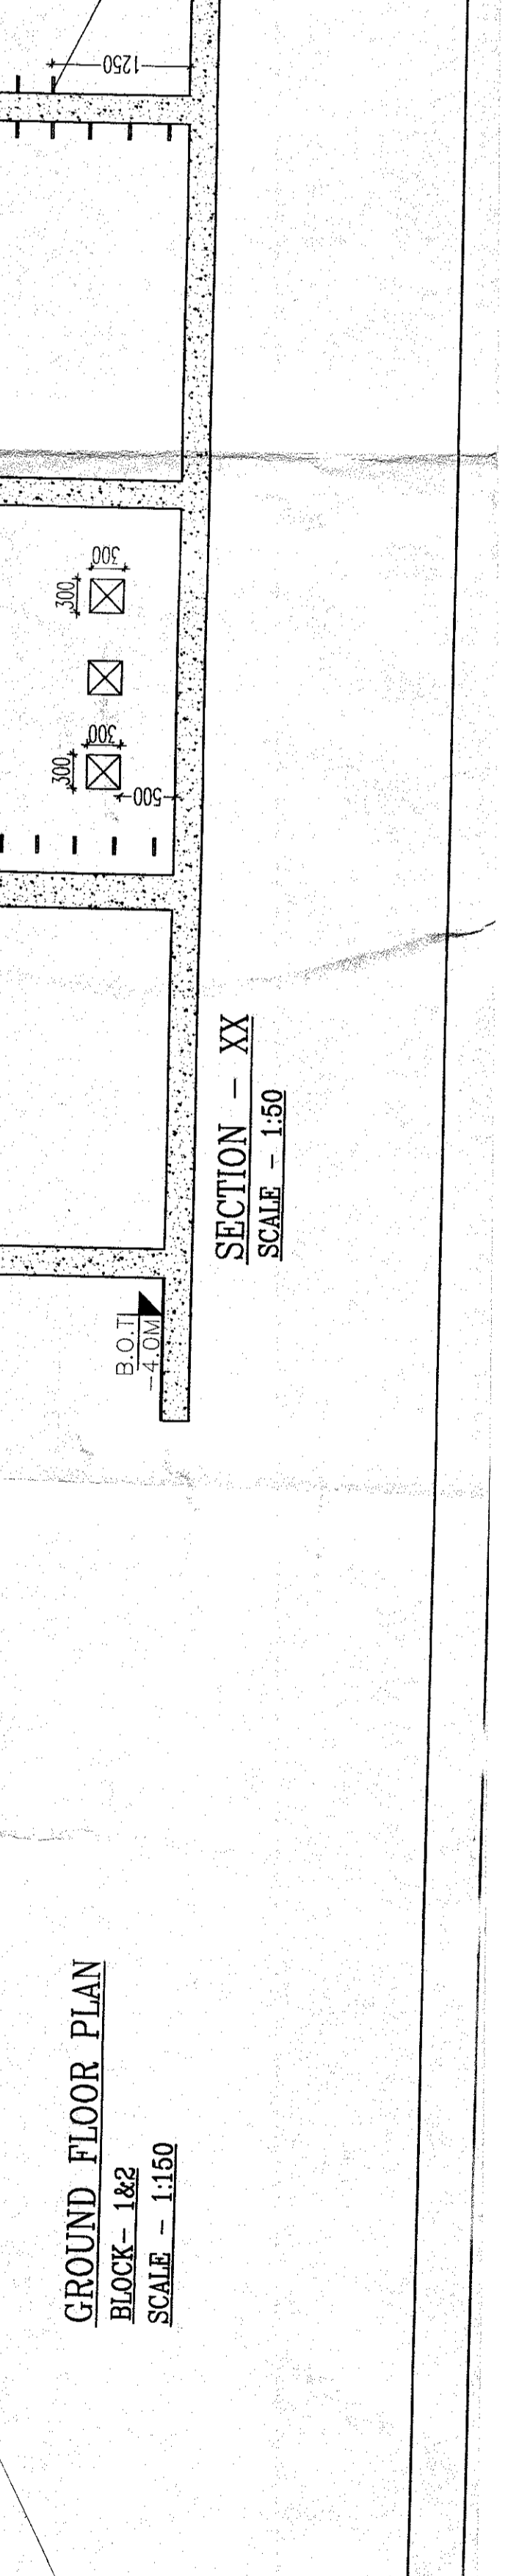 1250
300
300
300
300
500
B.O.T
-4.0M
SECTION - XX
SCALE - 1:50
GROUND FLOOR PLAN
BLOCK- 1&2
SCALE - 1:150